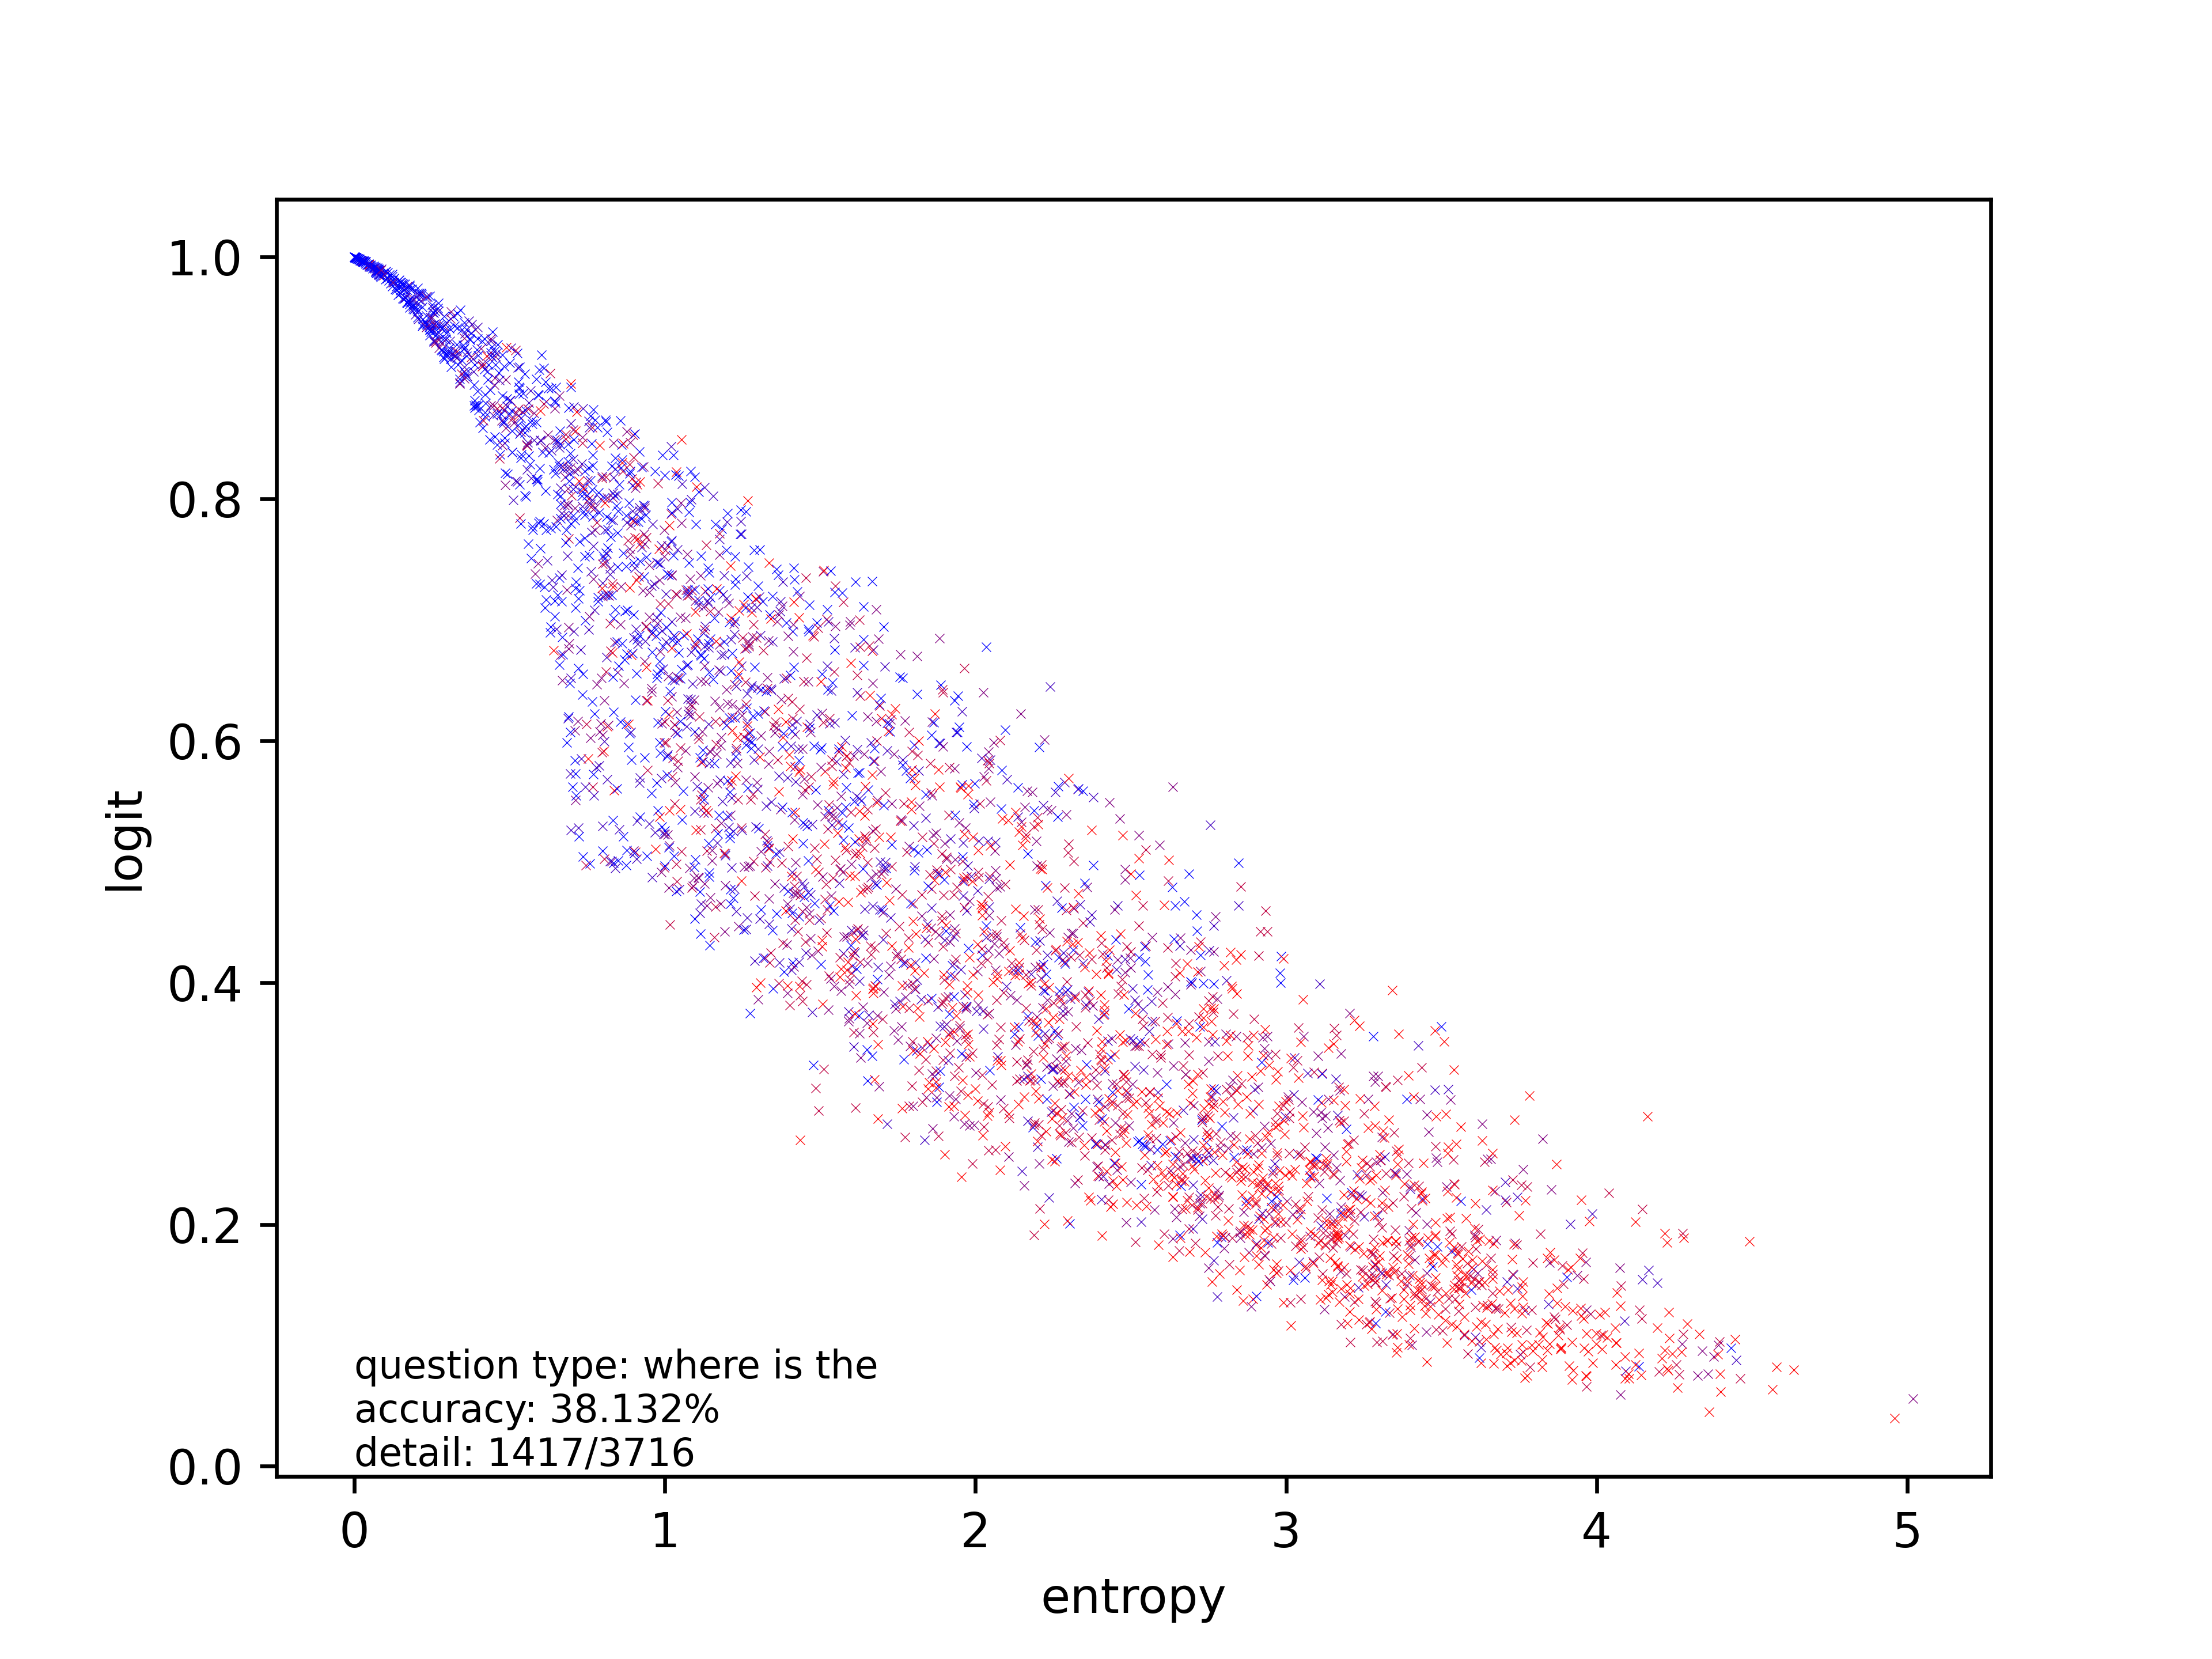 1.0
0.8
0.6
0.4
0.2
0.0
logit
question type: where is the
accuracy: 38.132%
detail: 1417/3716
0 1 2 3 4 5
entropy